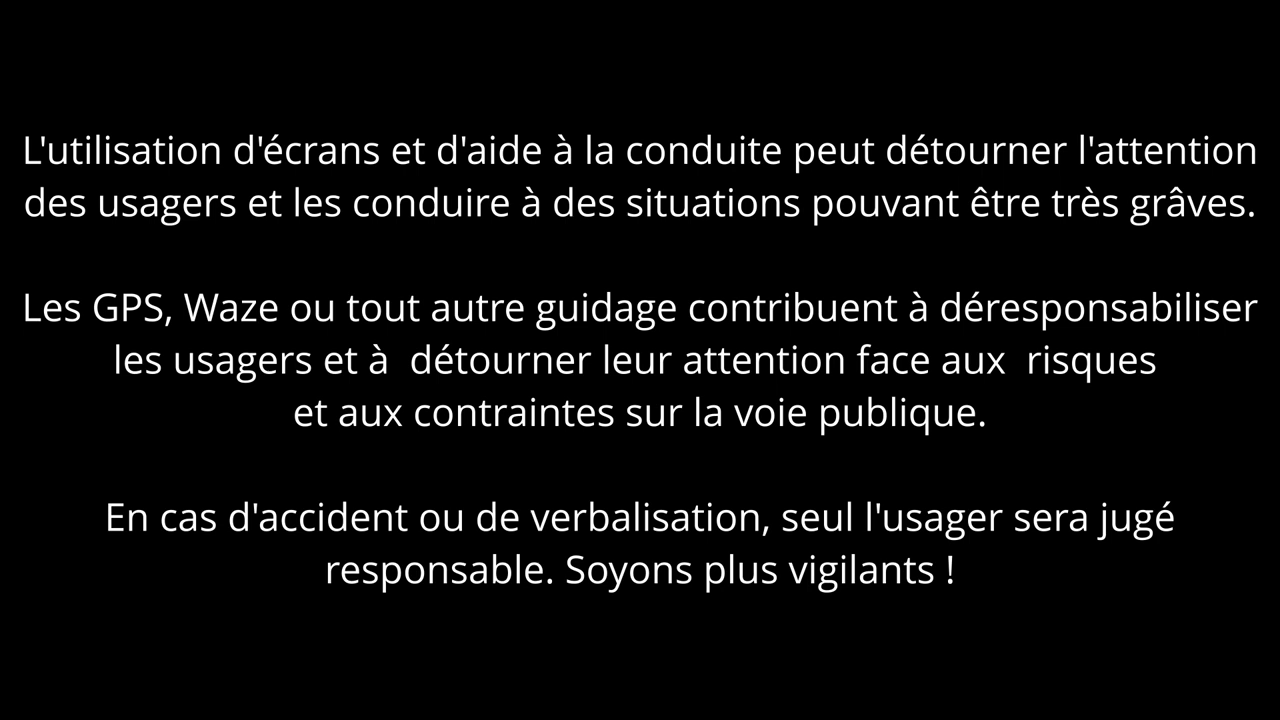 L'utilisation d'écrans et d'aide à la conduite peut détourner l'attention
des usagers et les conduire à des situations pouvant être très grâves.
Les GPS, Waze ou tout autre guidage contribuent à déresponsabiliser
les usagers et à  détourner leur attention face aux  risques
et aux contraintes sur la voie publique.
En cas d'accident ou de verbalisation, seul l'usager sera jugé
responsable. Soyons plus vigilants !